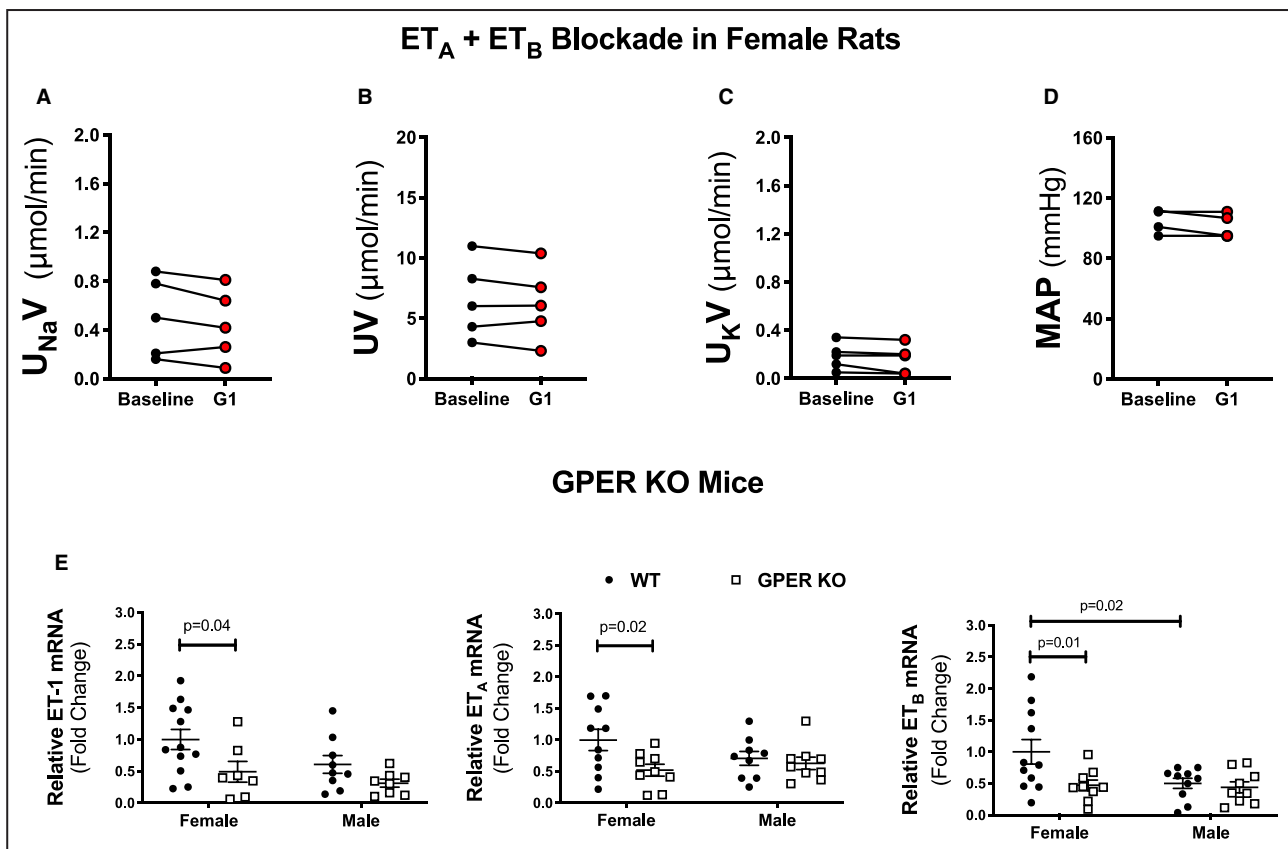 ET_A + ET_B Blockade in Female Rats
A
B
C
D
U_NaV (µmol/min)
2.0
1.6
1.2
0.8
0.4
0.0
Baseline G1
UV (µmol/min)
20
15
10
5
0
Baseline G1
U_KV (µmol/min)
2.0
1.6
1.2
0.8
0.4
0.0
Baseline G1
MAP (mmHg)
160
120
80
40
0
Baseline G1
GPER KO Mice
E
WT GPER KO
Relative ET-1 mRNA
(Fold Change)
3.0
2.5
2.0
1.5
1.0
0.5
0.0
p=0.04
Female Male
Relative ET_A mRNA
(Fold Change)
3.0
2.5
2.0
1.5
1.0
0.5
0.0
p=0.02
Female Male
Relative ET_B mRNA
(Fold Change)
3.0
2.5
2.0
1.5
1.0
0.5
0.0
p=0.02
p=0.01
Female Male